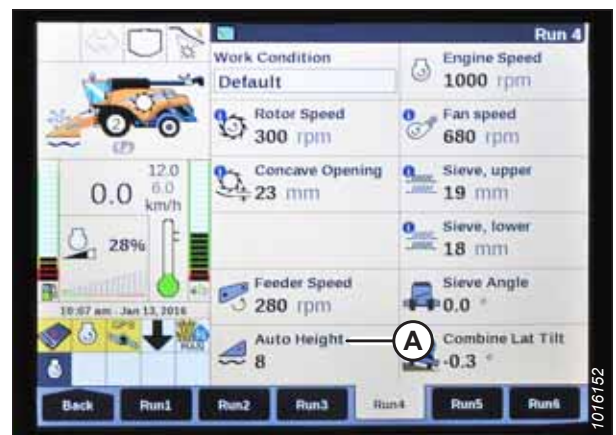 Run 4
Work Condition
Default
Engine Speed
1000 rpm
Rotor Speed
300 rpm
Fan speed
680 rpm
Concave Opening
23 mm
Sieve, upper
19 mm
Sieve, lower
18 mm
Feeder Speed
280 rpm
Sieve Angle
0.0 °
Auto Height
8
A
Combine Lat Tilt
-0.3 °
2
(P)
12.0
0.0
6.0
km/h
28%
10:07 am Jan 13, 2016
GPS
MAN
Back
Run1
Run2
Run3
Run4
Run5
Run6
1016152